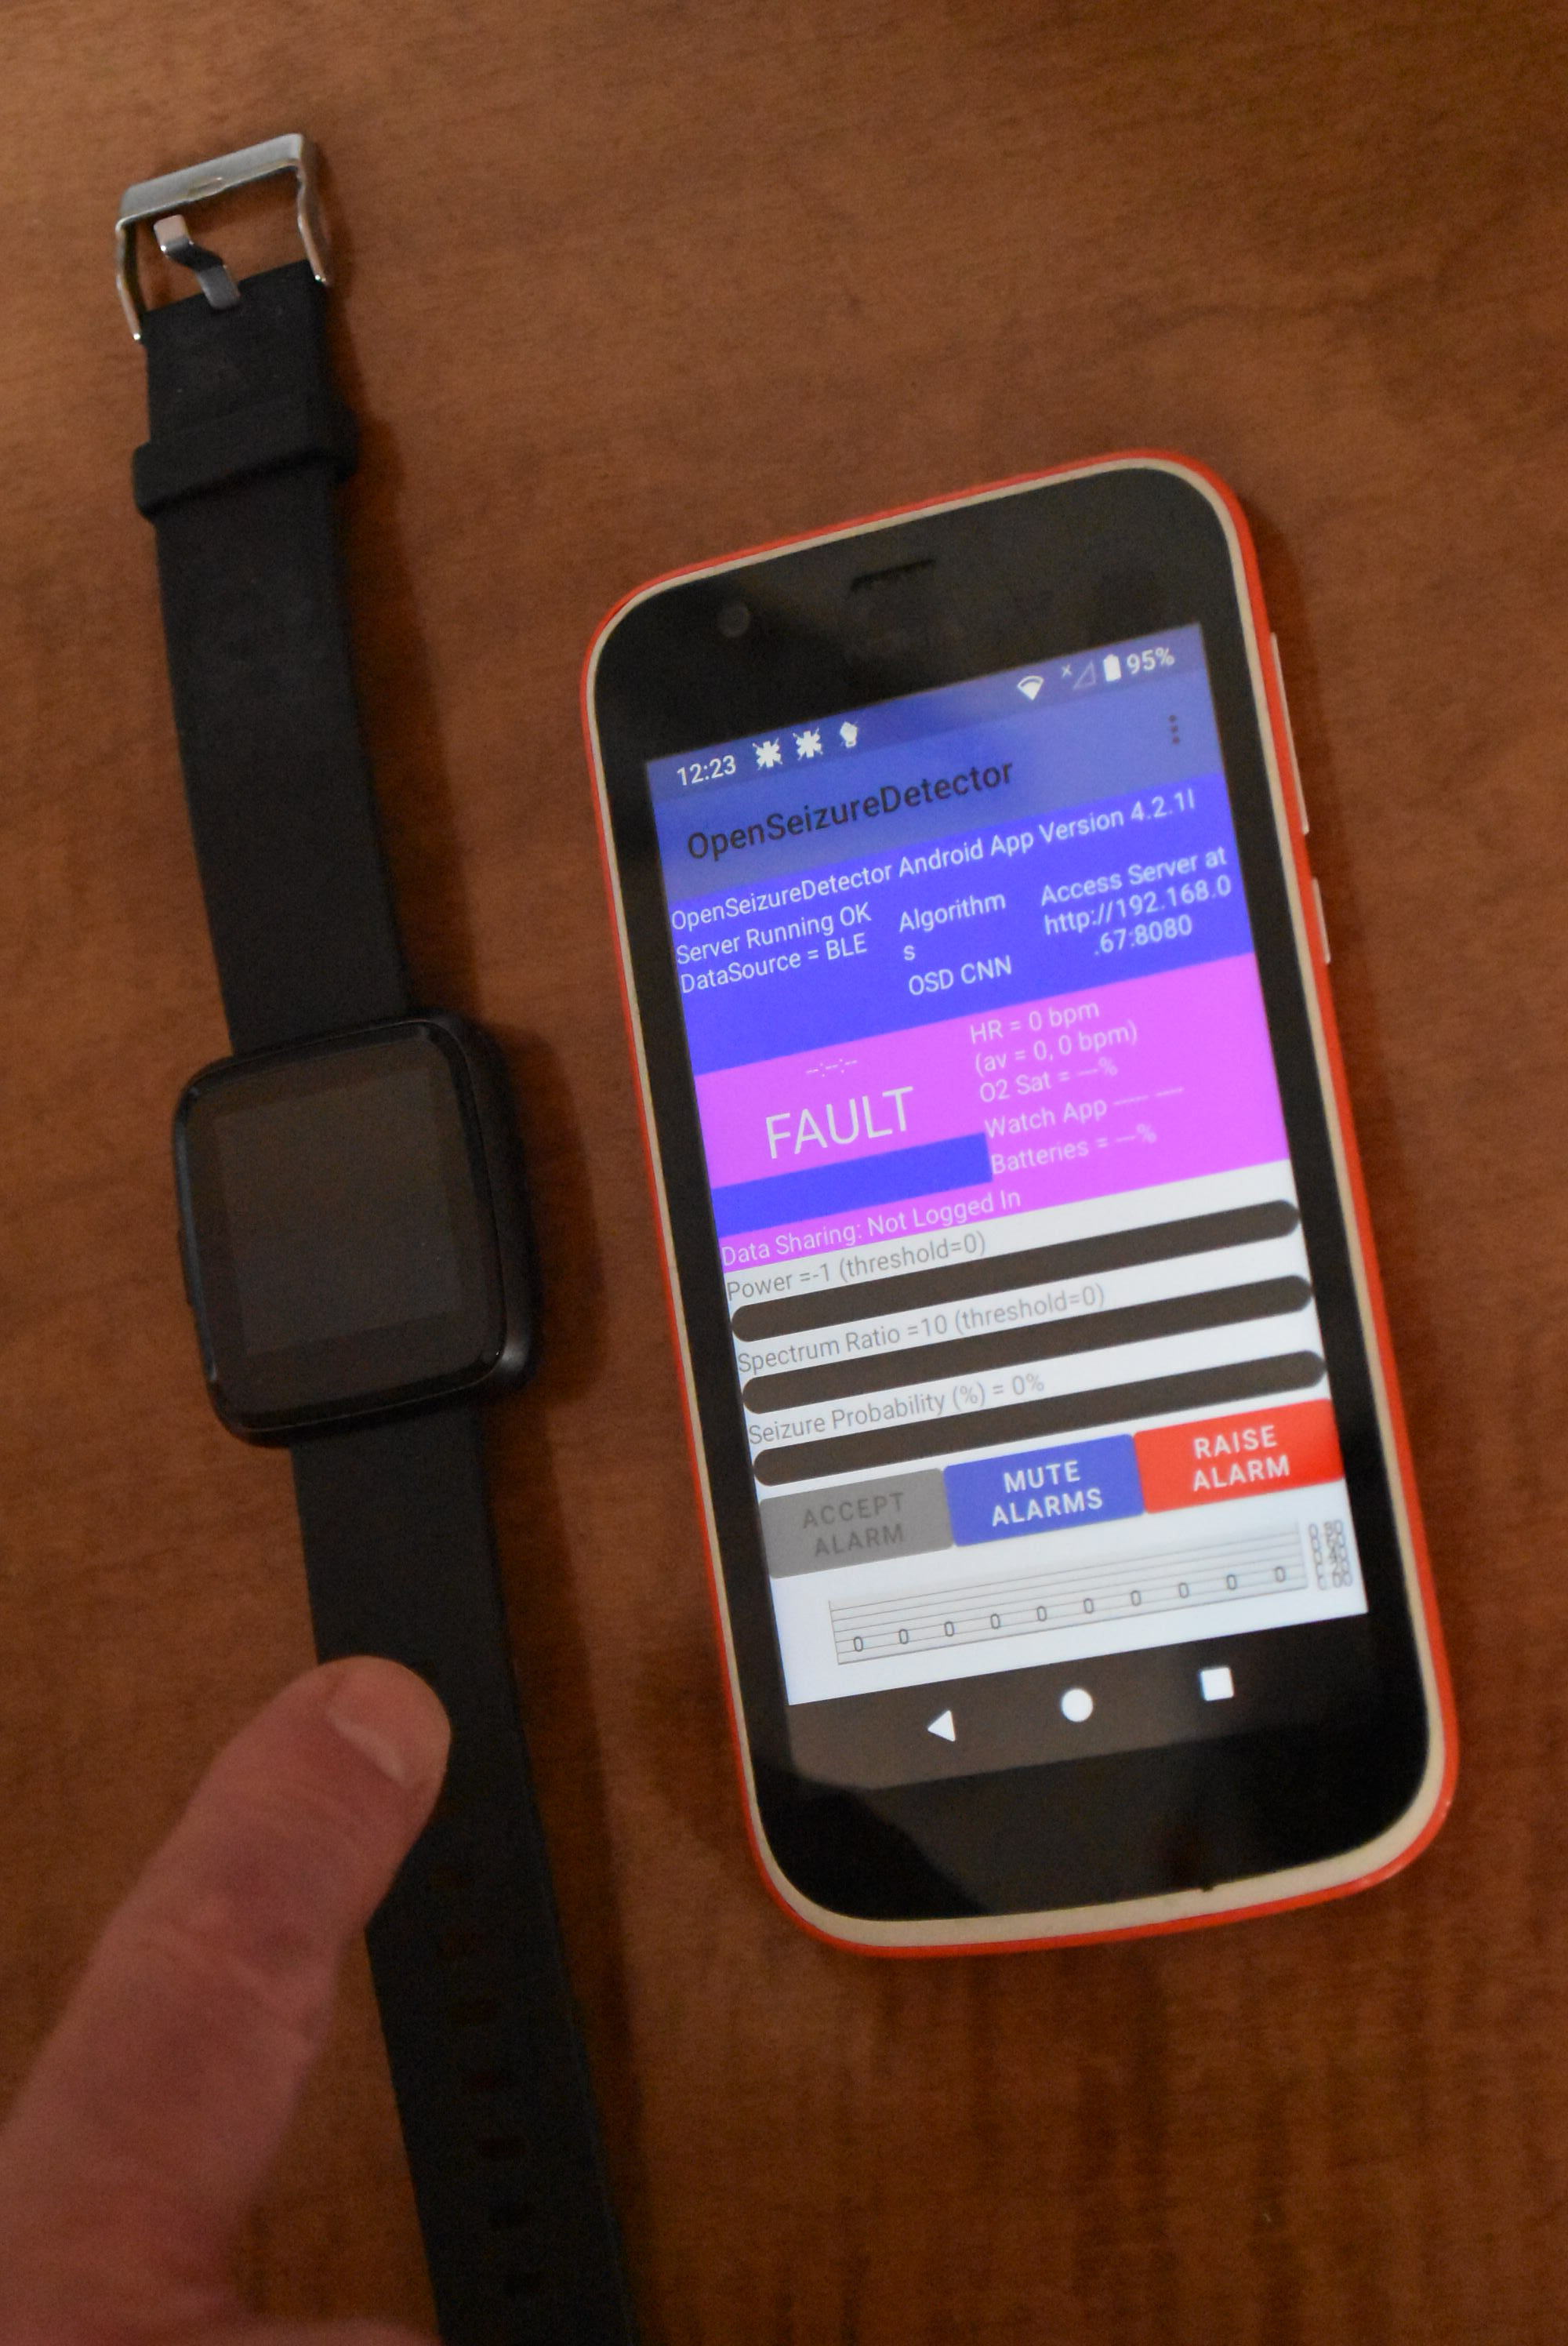 12:23 95%
OpenSeizureDetector
OpenSeizureDetector Android App Version 4.2.1l
Server Running OK
DataSource = BLE
Algorithm
s
OSD CNN
Access Server at
http://192.168.0
.67:8080
--:--:--
FAULT
HR = 0 bpm
(av = 0, 0 bpm)
O2 Sat = ---%
Watch App ---- ---
Batteries = ---%
Data Sharing: Not Logged In
Power =-1 (threshold=0)
Spectrum Ratio =10 (threshold=0)
Seizure Probability (%) = 0%
ACCEPT
ALARM
MUTE
ALARMS
RAISE
ALARM
0 0 0 0 0 0 0 0 0 0